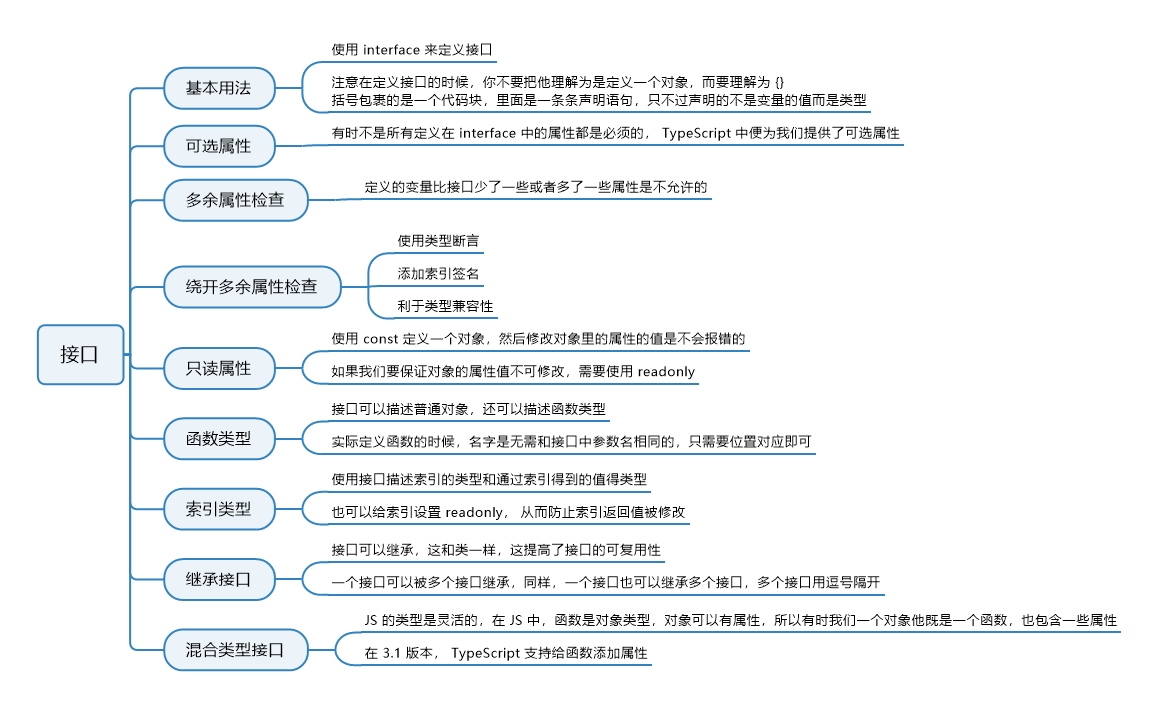 接口
基本用法
使用 interface 来定义接口
注意在定义接口的时候，你不要把他理解为是定义一个对象，而要理解为 {}
括号包裹的是一个代码块，里面是一条条声明语句，只不过声明的不是变量的值而是类型
可选属性
有时不是所有定义在 interface 中的属性都是必须的， TypeScript 中便为我们提供了可选属性
多余属性检查
定义的变量比接口少了一些或者多了一些属性是不允许的
绕开多余属性检查
使用类型断言
添加索引签名
利于类型兼容性
只读属性
使用 const 定义一个对象，然后修改对象里的属性的值是不会报错的
如果我们要保证对象的属性值不可修改，需要使用 readonly
函数类型
接口可以描述普通对象，还可以描述函数类型
实际定义函数的时候，名字是无需和接口中参数名相同的，只需要位置对应即可
索引类型
使用接口描述索引的类型和通过索引得到的值得类型
也可以给索引设置 readonly， 从而防止索引返回值被修改
继承接口
接口可以继承，这和类一样，这提高了接口的可复用性
一个接口可以被多个接口继承，同样，一个接口也可以继承多个接口，多个接口用逗号隔开
混合类型接口
JS 的类型是灵活的，在 JS 中，函数是对象类型，对象可以有属性，所以有时我们一个对象他既是一个函数，也包含一些属性
在 3.1 版本， TypeScript 支持给函数添加属性